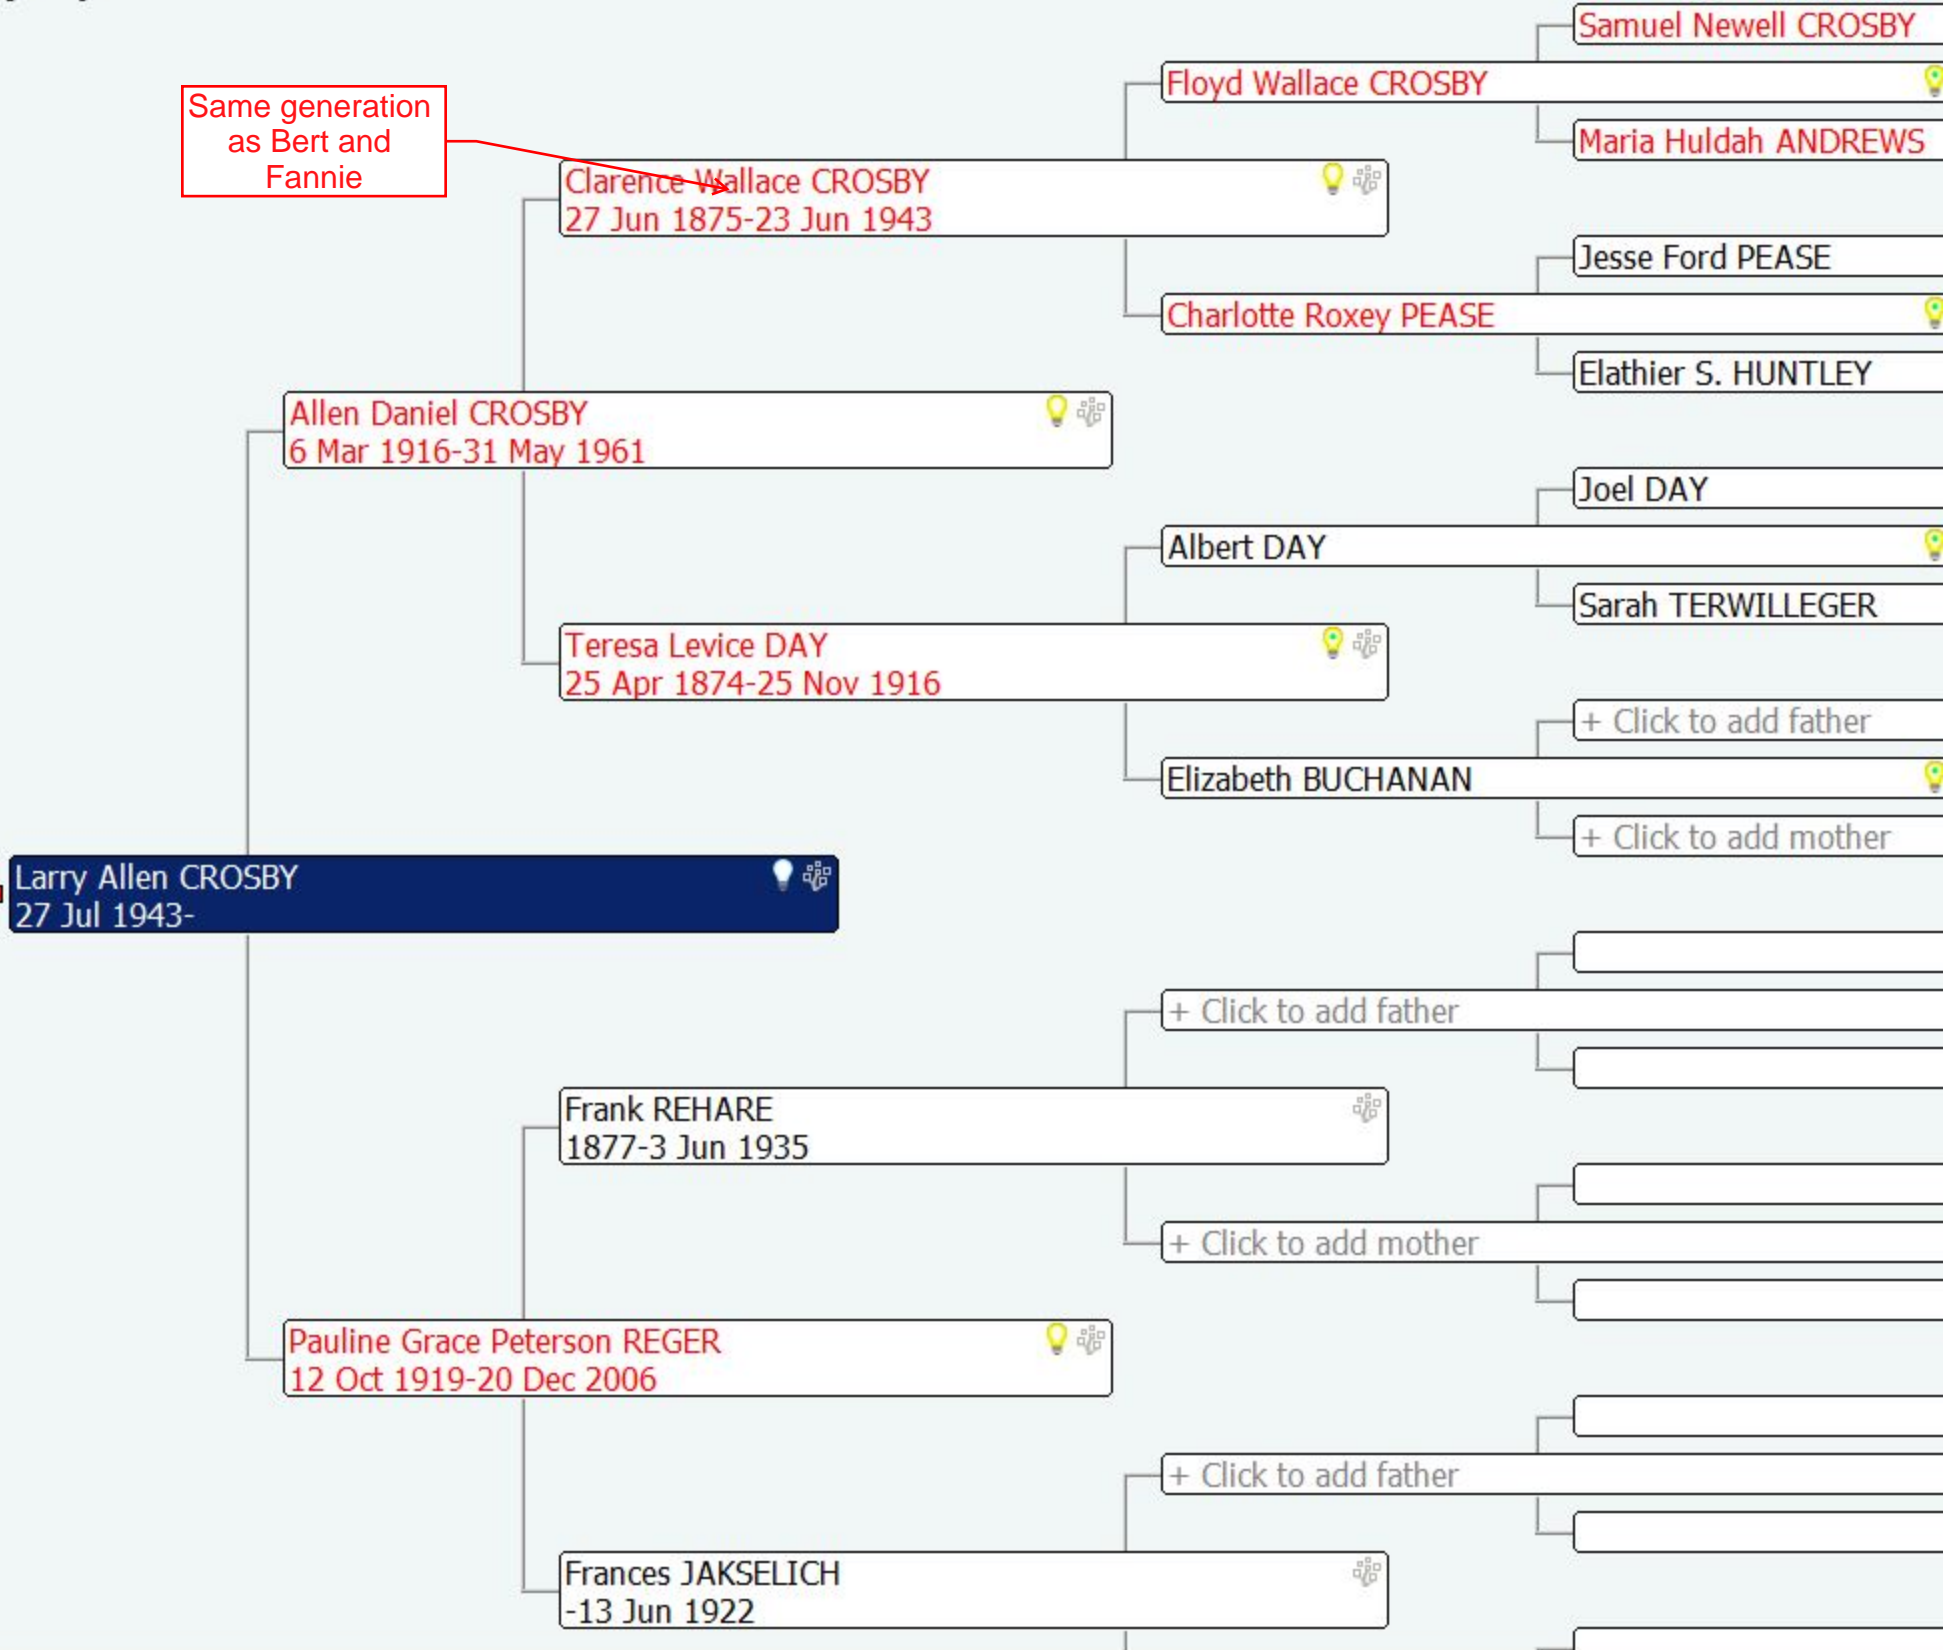 Samuel Newell CROSBY
Floyd Wallace CROSBY
Same generation
as Bert and
Fannie
Maria Huldah ANDREWS
Clarence Wallace CROSBY
27 Jun 1875-23 Jun 1943
Jesse Ford PEASE
Charlotte Roxey PEASE
Elathier S. HUNTLEY
Allen Daniel CROSBY
6 Mar 1916-31 May 1961
Joel DAY
Albert DAY
Sarah TERWILLEGER
Teresa Levice DAY
25 Apr 1874-25 Nov 1916
+ Click to add father
Elizabeth BUCHANAN
+ Click to add mother
Larry Allen CROSBY
27 Jul 1943-
+ Click to add father
Frank REHARE
1877-3 Jun 1935
+ Click to add mother
Pauline Grace Peterson REGER
12 Oct 1919-20 Dec 2006
+ Click to add father
Frances JAKSELICH
-13 Jun 1922